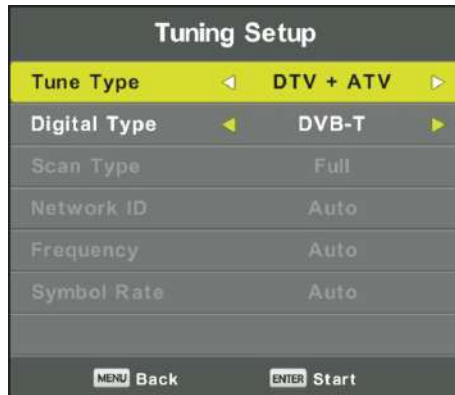 Tuning Setup
Tune Type DTV + ATV
Digital Type DVB-T
Scan Type Full
Network ID Auto
Frequency Auto
Symbol Rate Auto
MENU Back ENTER Start